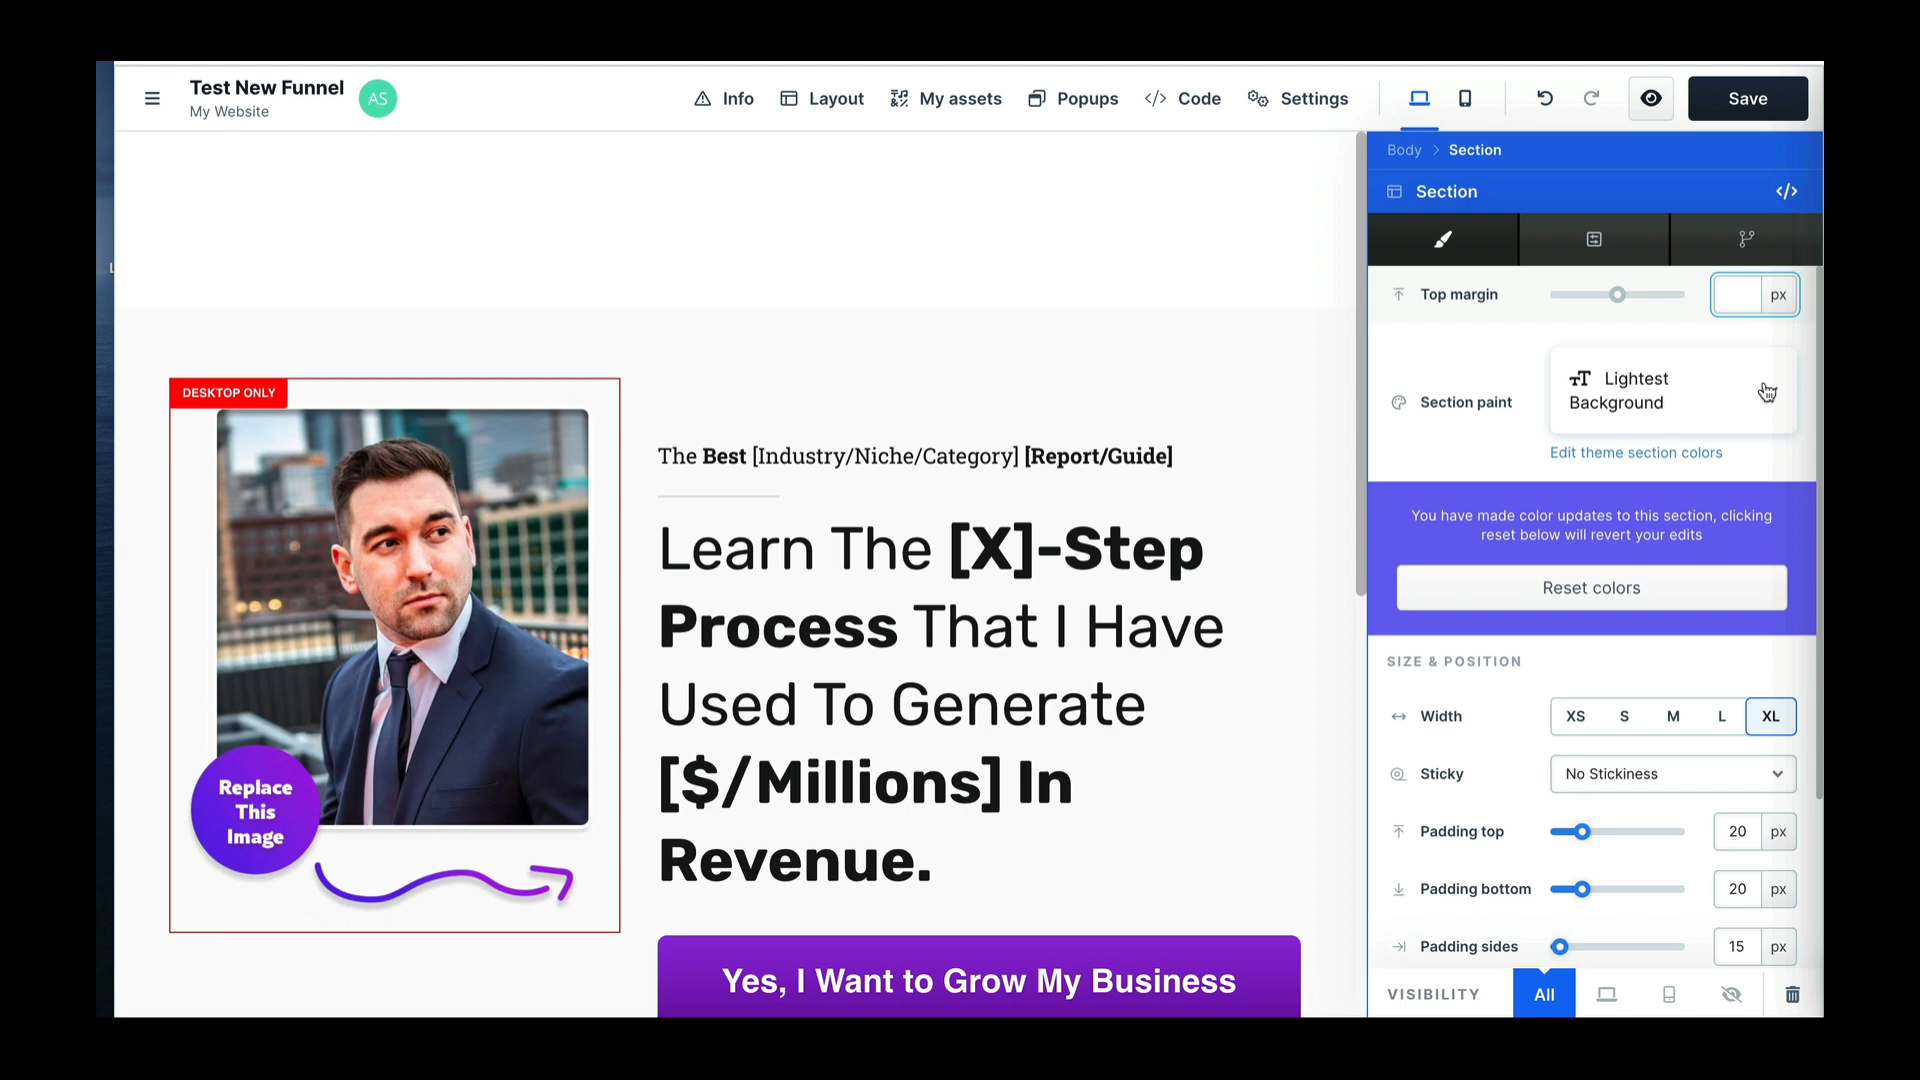 Test New Funnel
My Website
AS
Info
Layout
My assets
Popups
Code
Settings
Save
L
Body > Section
Section
Top margin
px
Section paint
Lightest
Background
Edit theme section colors
You have made color updates to this section, clicking
reset below will revert your edits
Reset colors
SIZE & POSITION
Width
XS S M L XL
Sticky
No Stickiness
Padding top
20 px
Padding bottom
20 px
Padding sides
15 px
VISIBILITY
All
DESKTOP ONLY
Replace
This
Image
The Best [Industry/Niche/Category] [Report/Guide]
Learn The [X]-Step
Process That I Have
Used To Generate
[$/Millions] In
Revenue.
Yes, I Want to Grow My Business